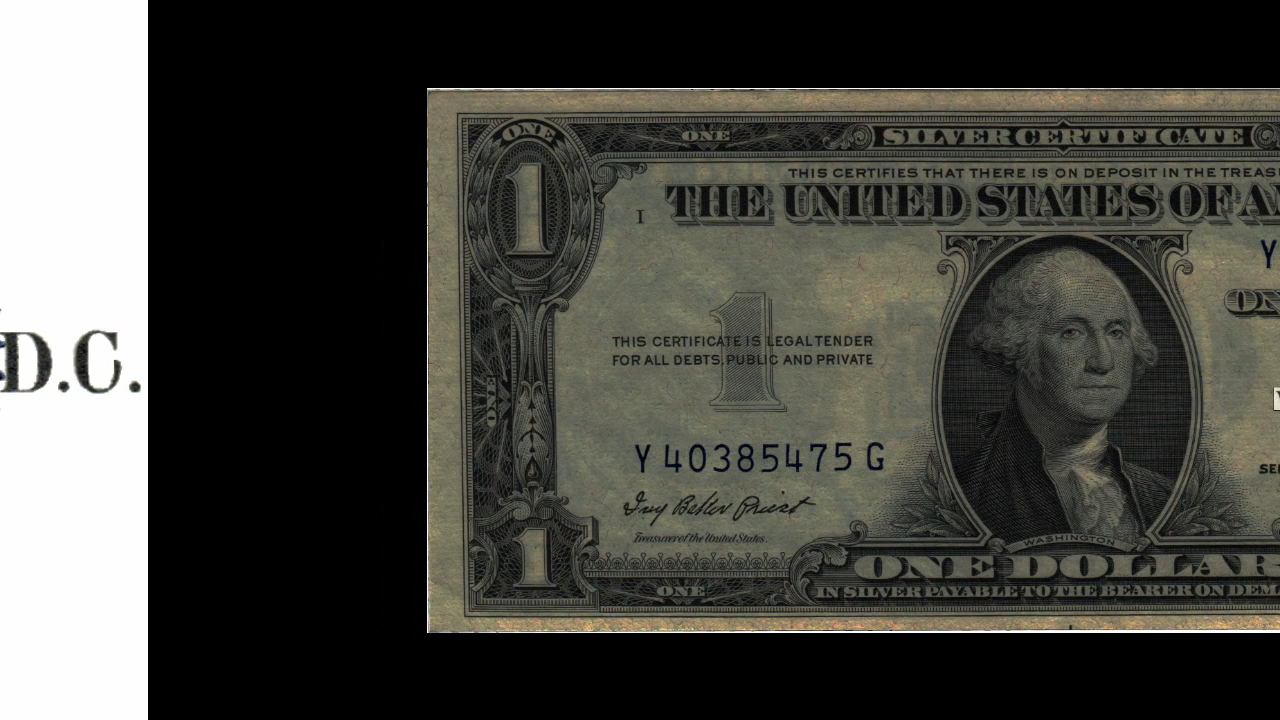 D.C.
ONE
ONE
SILVER CERTIFICATE
1
THIS CERTIFIES THAT THERE IS ON DEPOSIT IN THE
THE UNITED STATES OF
I
Y
THIS CERTIFICATE IS LEGAL TENDER
FOR ALL DEBTS, PUBLIC AND PRIVATE
1
ONE
Y 40385475 G
Ivy Baker Priest
Treasurer of the United States.
WASHINGTON
1
ONE DOLLAR
ONE
IN SILVER PAYABLE TO THE BEARER ON